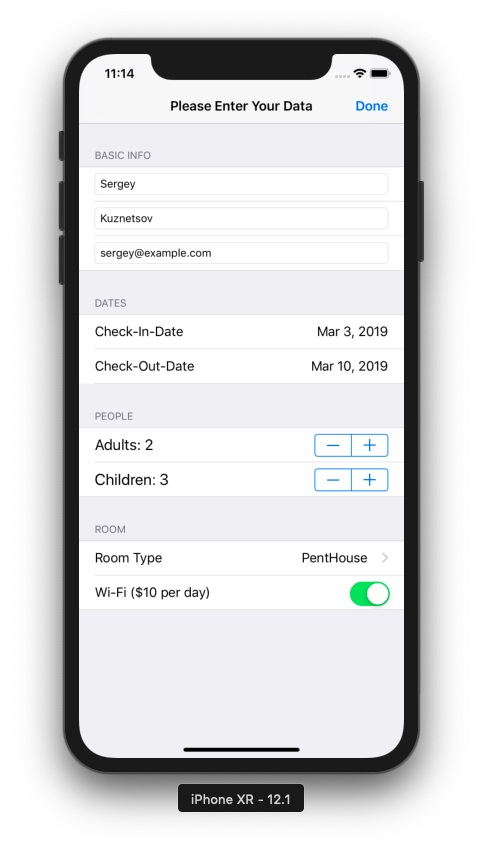 11:14
Please Enter Your Data Done
BASIC INFO
Sergey
Kuznetsov
sergey@example.com
DATES
Check-In-Date Mar 3, 2019
Check-Out-Date Mar 10, 2019
PEOPLE
Adults: 2
Children: 3
ROOM
Room Type PentHouse
Wi-Fi ($10 per day)
iPhone XR - 12.1